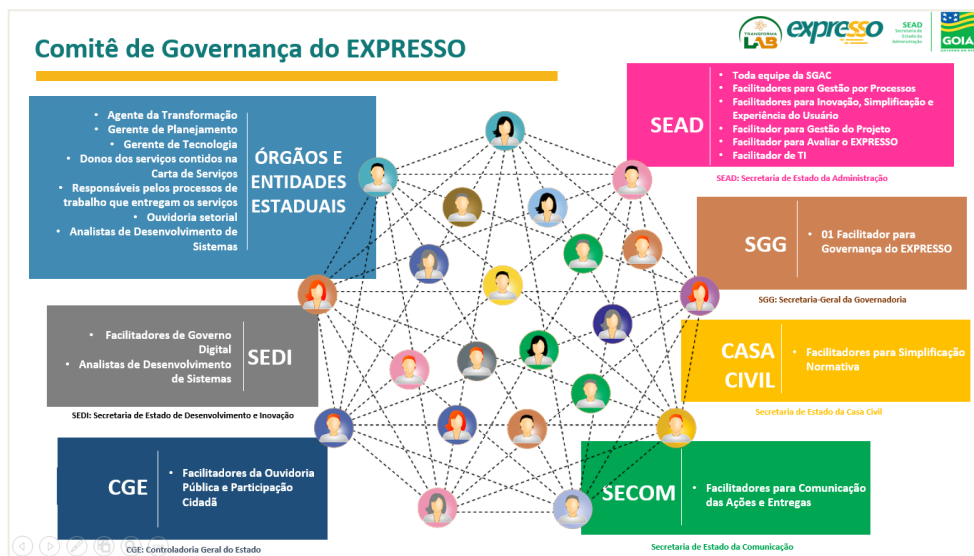 Comitê de Governança do EXPRESSO
TRANSFORMA
LAB
expresso
SEAD
Secretaria de
Estado da
Administração
GOIÁS
• Agente da Transformação
• Gerente de Planejamento
• Gerente de Tecnologia
• Donos dos serviços contidos na
Carta de Serviços
• Responsáveis pelos processos de
trabalho que entregam os serviços
• Ouvidoria setorial
• Analistas de Desenvolvimento de
Sistemas
ÓRGÃOS E
ENTIDADES
ESTADUAIS
SEAD
• Toda equipe da SGAC
• Facilitadores para Gestão por Processos
• Facilitadores para Inovação, Simplificação e
Experiência do Usuário
• Facilitador para Gestão do Projeto
• Facilitador para Avaliar o EXPRESSO
• Facilitador de TI
SEAD: Secretaria de Estado da Administração
SGG
• 01 Facilitador para
Governança do EXPRESSO
SGG: Secretaria-Geral da Governadoria
• Facilitadores de Governo
Digital
• Analistas de Desenvolvimento
de Sistemas
SEDI
SEDI: Secretaria de Estado de Desenvolvimento e Inovação
CASA
CIVIL
• Facilitadores para Simplificação
Normativa
Secretaria de Estado da Casa Civil
CGE
• Facilitadores da Ouvidoria
Pública e Participação
Cidadã
CGE: Controladoria Geral do Estado
SECOM
• Facilitadores para Comunicação
das Ações e Entregas
Secretaria de Estado da Comunicação